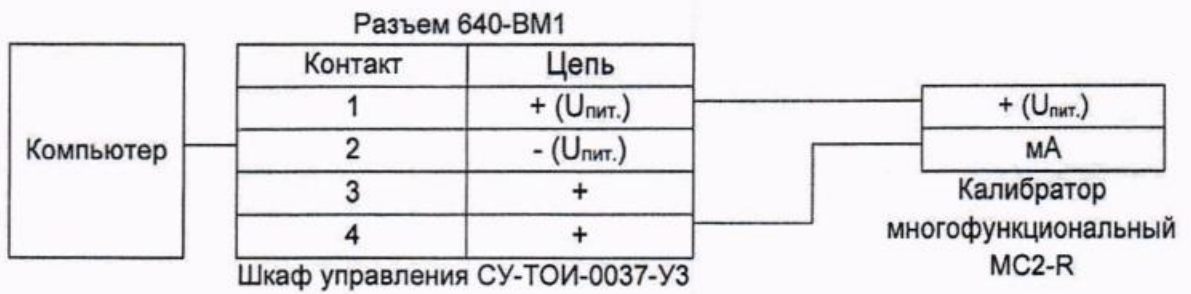 Разъем 640-ВМ1
Контакт Цепь
1 + (Uпит.)
+ (Uпит.)
Компьютер
2 - (Uпит.)
мА
3 +
4 +
Калибратор
многофункциональный
МС2-R
Шкаф управления СУ-ТОИ-0037-У3